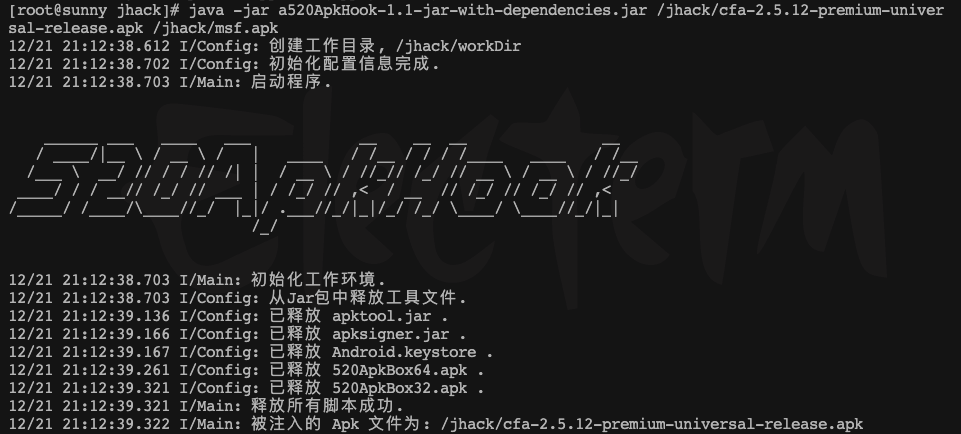 [root@sunny jhack]# java -jar a520ApkHook-1.1-jar-with-dependencies.jar /jhack/cfa-2.5.12-premium-univer
sal-release.apk /jhack/msf.apk
12/21 21:12:38.612 I/Config: 创建工作目录, /jhack/workDir
12/21 21:12:38.702 I/Config: 初始化配置信息完成.
12/21 21:12:38.703 I/Main: 启动程序.
520ApkHook
12/21 21:12:38.703 I/Main: 初始化工作环境.
12/21 21:12:38.703 I/Config: 从Jar包中释放工具文件.
12/21 21:12:39.136 I/Config: 已释放 apktool.jar .
12/21 21:12:39.166 I/Config: 已释放 apksigner.jar .
12/21 21:12:39.167 I/Config: 已释放 Android.keystore .
12/21 21:12:39.261 I/Config: 已释放 520ApkBox64.apk .
12/21 21:12:39.321 I/Config: 已释放 520ApkBox32.apk .
12/21 21:12:39.321 I/Main: 释放所有脚本成功.
12/21 21:12:39.322 I/Main: 被注入的 Apk 文件为: /jhack/cfa-2.5.12-premium-universal-release.apk
Electerm